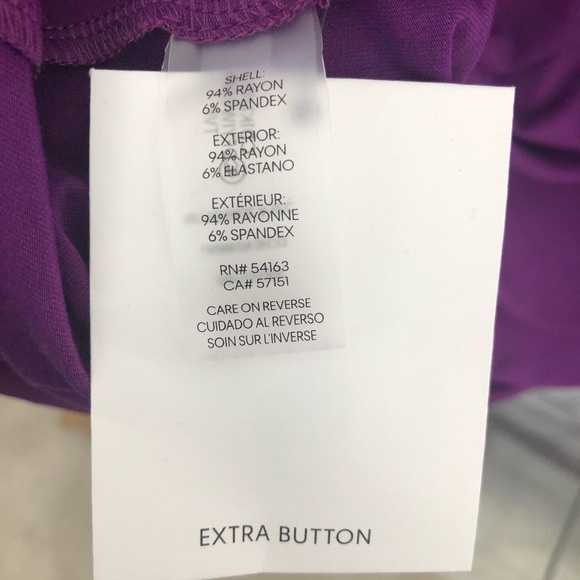 SHELL:
94% RAYON
6% SPANDEX
EXTERIOR:
94% RAYON
6% ELASTANO
EXTÉRIEUR:
94% RAYONNE
6% SPANDEX
RN# 54163
CA# 57151
CARE ON REVERSE
CUIDADO AL REVERSO
SOIN SUR L'INVERSE
EXTRA BUTTON